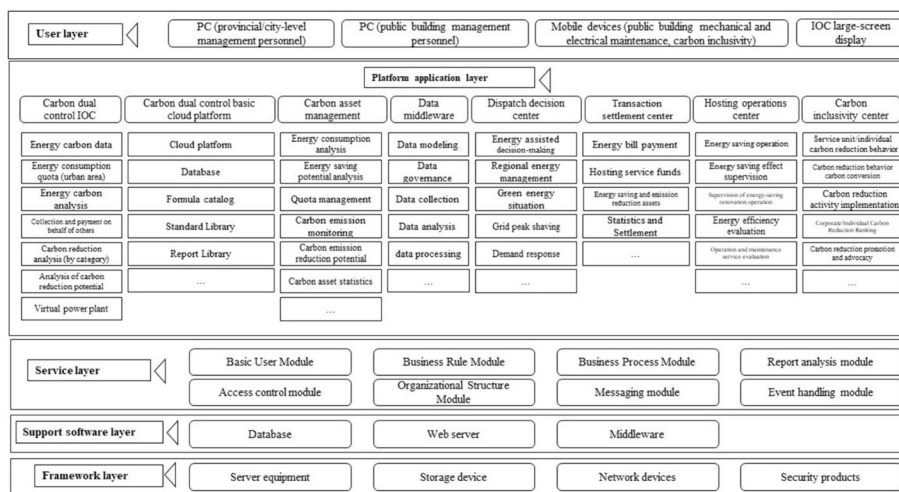 User layer
PC (provincial/city-level
management personnel)
PC (public building management
personnel)
Mobile devices (public building mechanical and
electrical maintenance, carbon inclusivity)
IOC large-screen
display
Platform application layer
Carbon dual
control IOC
Energy carbon data
Energy consumption
quota (urban area)
Energy carbon
analysis
Collection and payment on
behalf of others
Carbon reduction
analysis (by category)
Analysis of carbon
reduction potential
Virtual power plant
Carbon dual control basic
cloud platform
Cloud platform
Database
Formula catalog
Standard Library
Report Library
...
Carbon asset
management
Energy consumption
analysis
Energy saving
potential analysis
Quota management
Carbon emission
monitoring
Carbon emission
reduction potential
Carbon asset statistics
...
Data
middleware
Data modeling
Data
governance
Data collection
Data analysis
data processing
...
Dispatch decision
center
Energy assisted
decision-making
Regional energy
management
Green energy
situation
Grid peak shaving
Demand response
...
Transaction
settlement center
Energy bill payment
Hosting service funds
Energy saving and emission
reduction assets
Statistics and
Settlement
...
Hosting operations
center
Energy saving operation
Energy saving effect
supervision
Supervision of energy-saving
renovation operation
Energy efficiency
evaluation
Operation and maintenance
service evaluation
...
Carbon
inclusivity center
Service unit/individual
carbon reduction behavior
Carbon reduction behavior
carbon conversion
Carbon reduction
activity implementation
Corporate/Individual Carbon
Reduction Ranking
Carbon reduction promotion
and advocacy
...
Service layer
Basic User Module
Business Rule Module
Business Process Module
Report analysis module
Access control module
Organizational Structure
Module
Messaging module
Event handling module
Support software layer
Database
Web server
Middleware
Framework layer
Server equipment
Storage device
Network devices
Security products